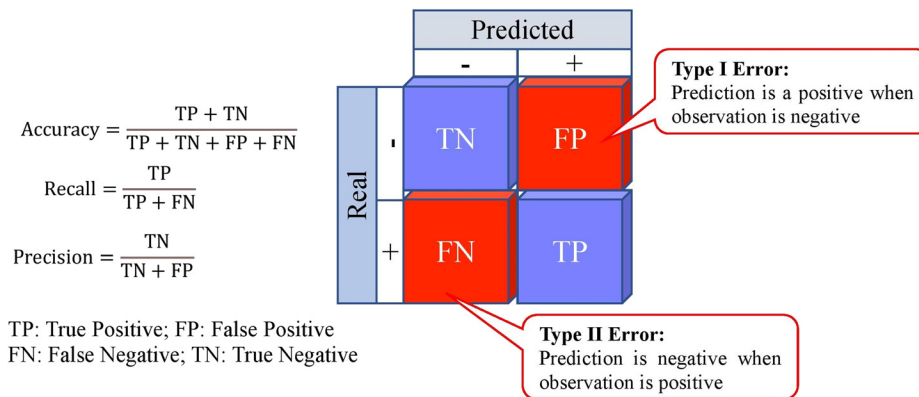 Predicted
- +
Type I Error:
Prediction is a positive when
observation is negative
Accuracy = TP + TN / TP + TN + FP + FN
Recall = TP / TP + FN
Precision = TN / TN + FP
Real
-
+
TN
FP
FN
TP
TP: True Positive; FP: False Positive
FN: False Negative; TN: True Negative
Type II Error:
Prediction is negative when
observation is positive